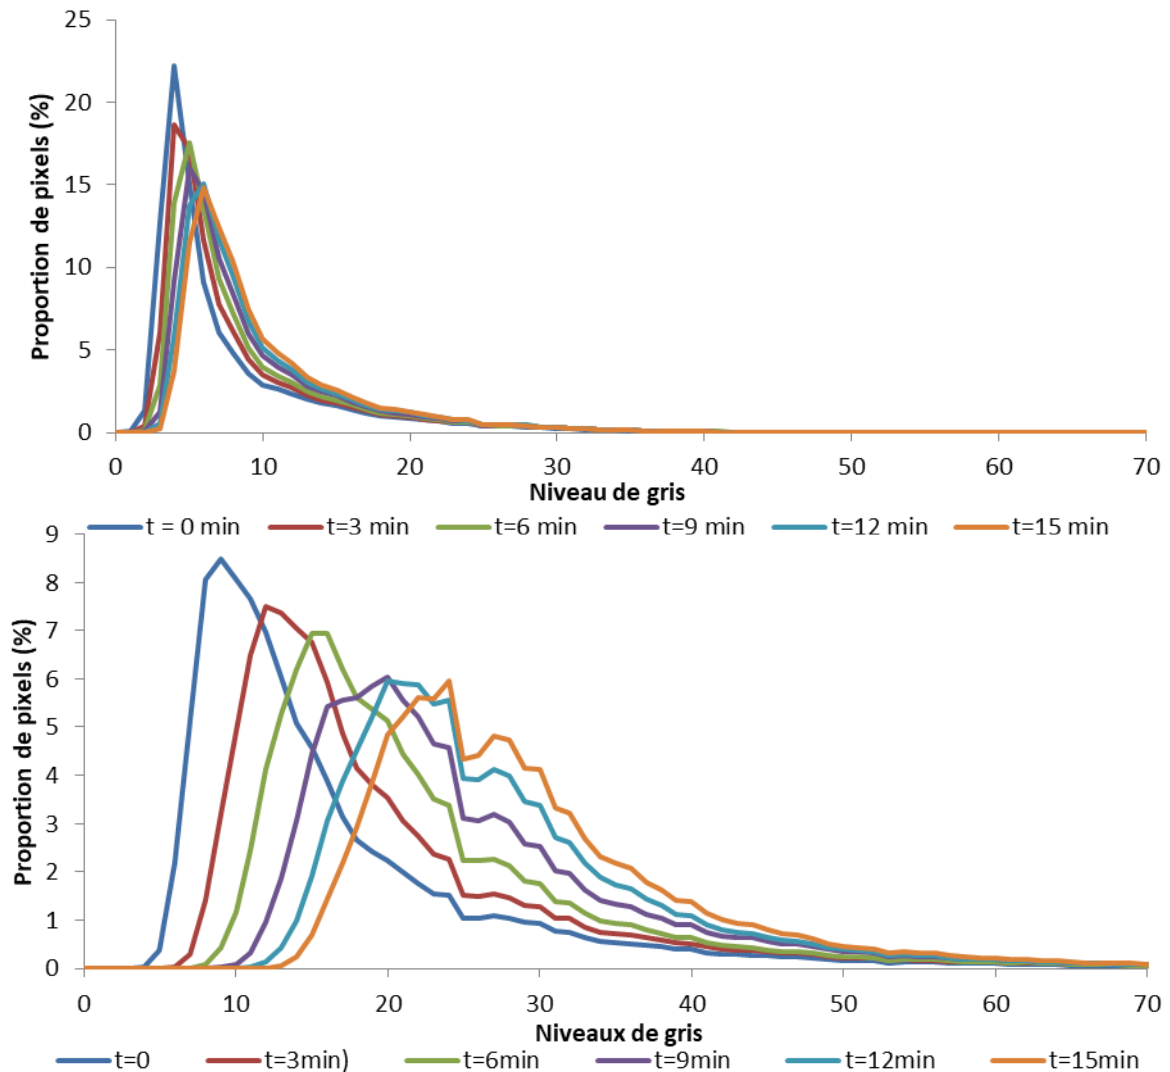 25
20
15
10
5
0
Proportion de pixels (%)
0 10 20 30 40 50 60 70
Niveau de gris
t = 0 min t=3 min t=6 min t=9 min t=12 min t=15 min
9
8
7
6
5
4
3
2
1
0
Proportion de pixels (%)
0 10 20 30 40 50 60 70
Niveaux de gris
t=0 t=3min) t=6min t=9min t=12min t=15min